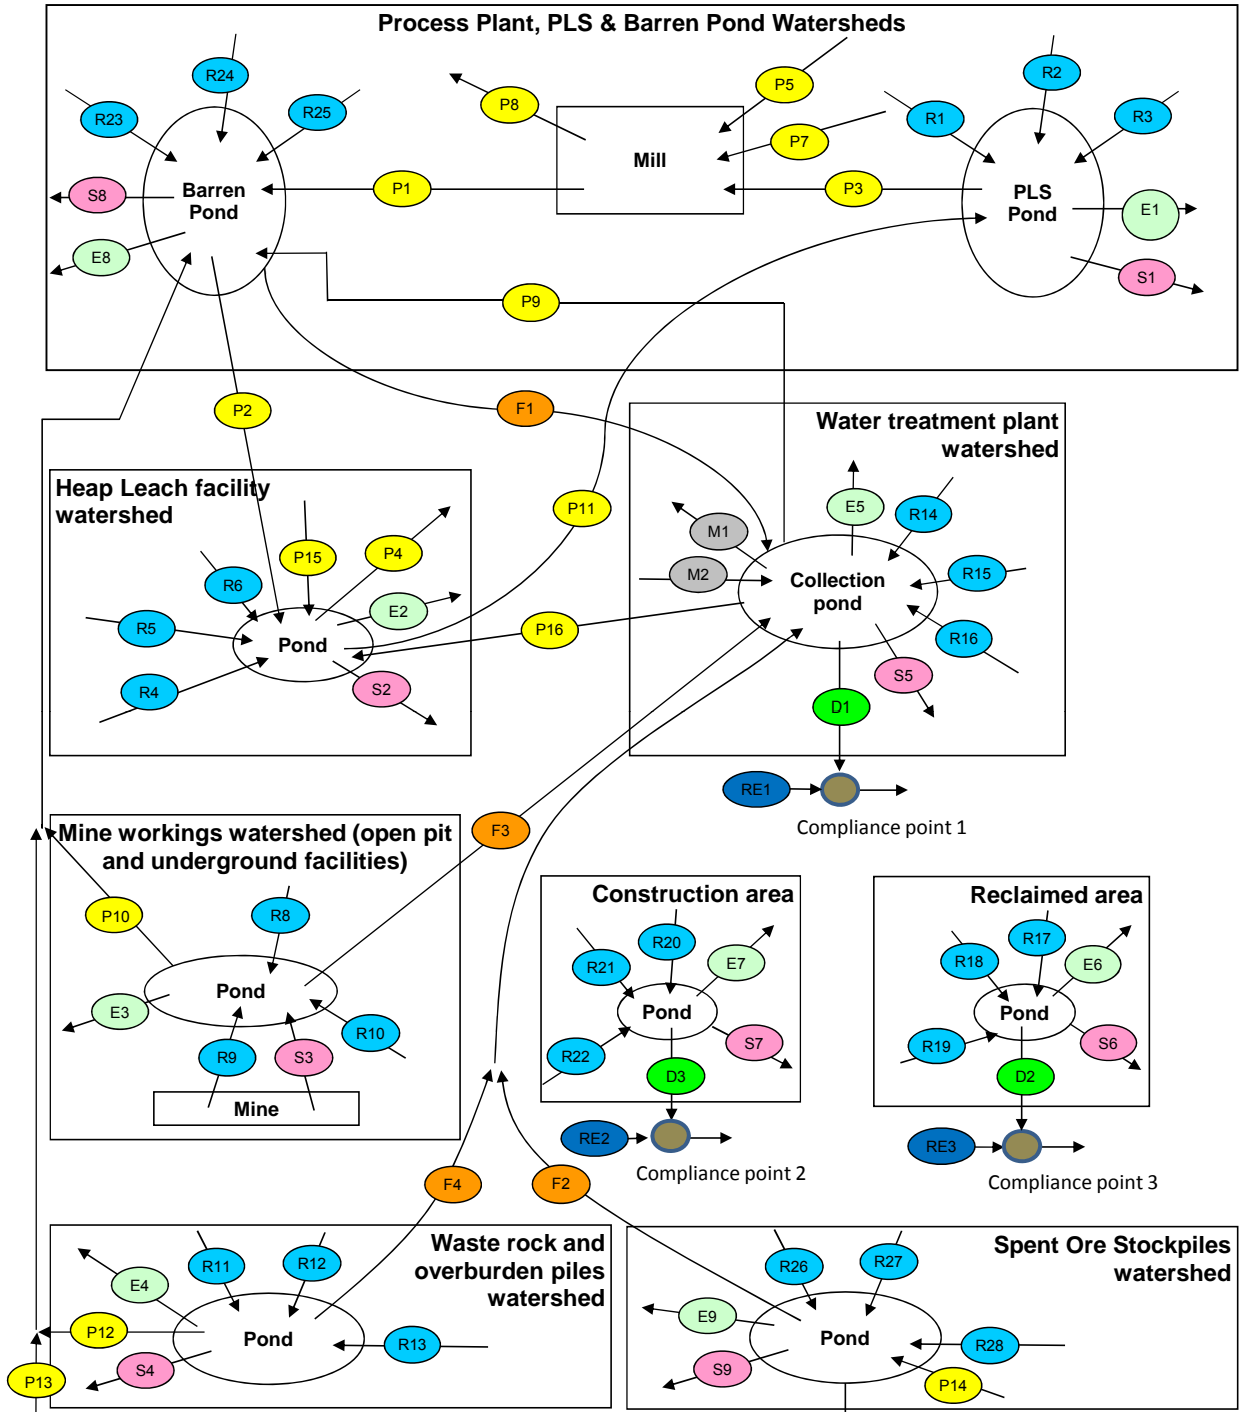 Process Plant, PLS & Barren Pond Watersheds
R24
R2
P5
P8
R23
R25
R1
R3
P7
Mill
S8
Barren
Pond
P1
P3
PLS
Pond
E1
E8
S1
P9
P2
F1
Water treatment plant
watershed
Heap Leach facility
watershed
P11
E5
R14
M1
P15
P4
R6
M2
Collection
pond
R15
E2
R5
P16
R16
Pond
R4
S2
S5
D1
RE1
Compliance point 1
Mine workings watershed (open pit
and underground facilities)
F3
Construction area
Reclaimed area
P10
R8
R20
R17
R21
E7
R18
E6
Pond
Pond
Pond
E3
R10
R9
S3
R22
S7
R19
S6
D3
D2
Mine
RE2
RE3
Compliance point 2
Compliance point 3
F4
F2
Waste rock and
overburden piles
watershed
Spent Ore Stockpiles
watershed
R11
R12
R26
R27
E4
E9
P12
Pond
R13
Pond
R28
S4
S9
P13
P14